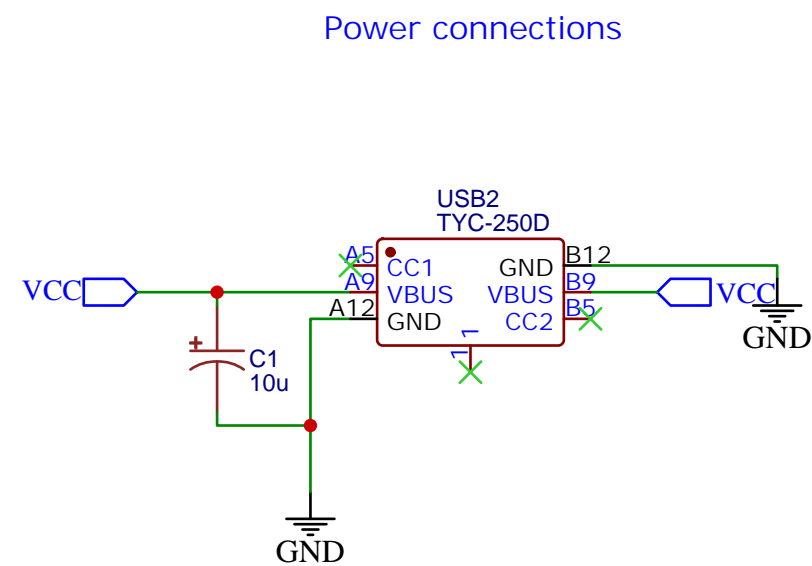 Power connections
USB2
TYC-250D
A5
CC1
GND
B12
VCC
A9
VBUS
VBUS
B9
VCC
A12
GND
CC2
B5
1
1
GND
C1
10u
GND